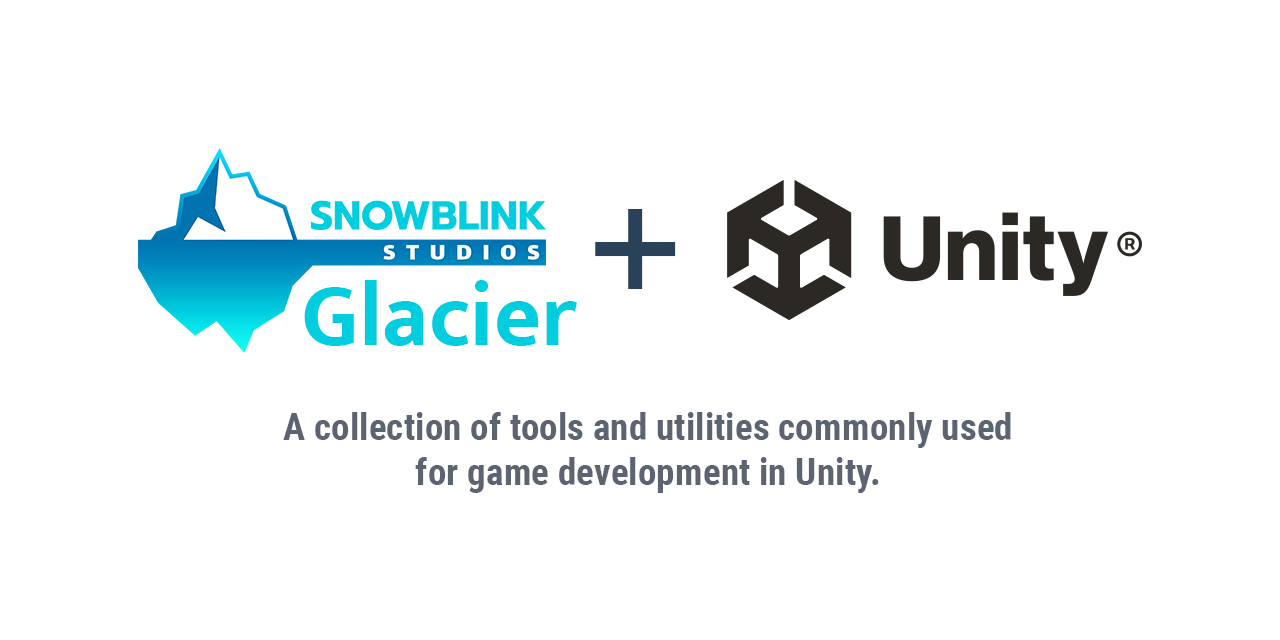 SNOWBLINK
STUDIOS
Glacier
+
Unity®
A collection of tools and utilities commonly used
for game development in Unity.